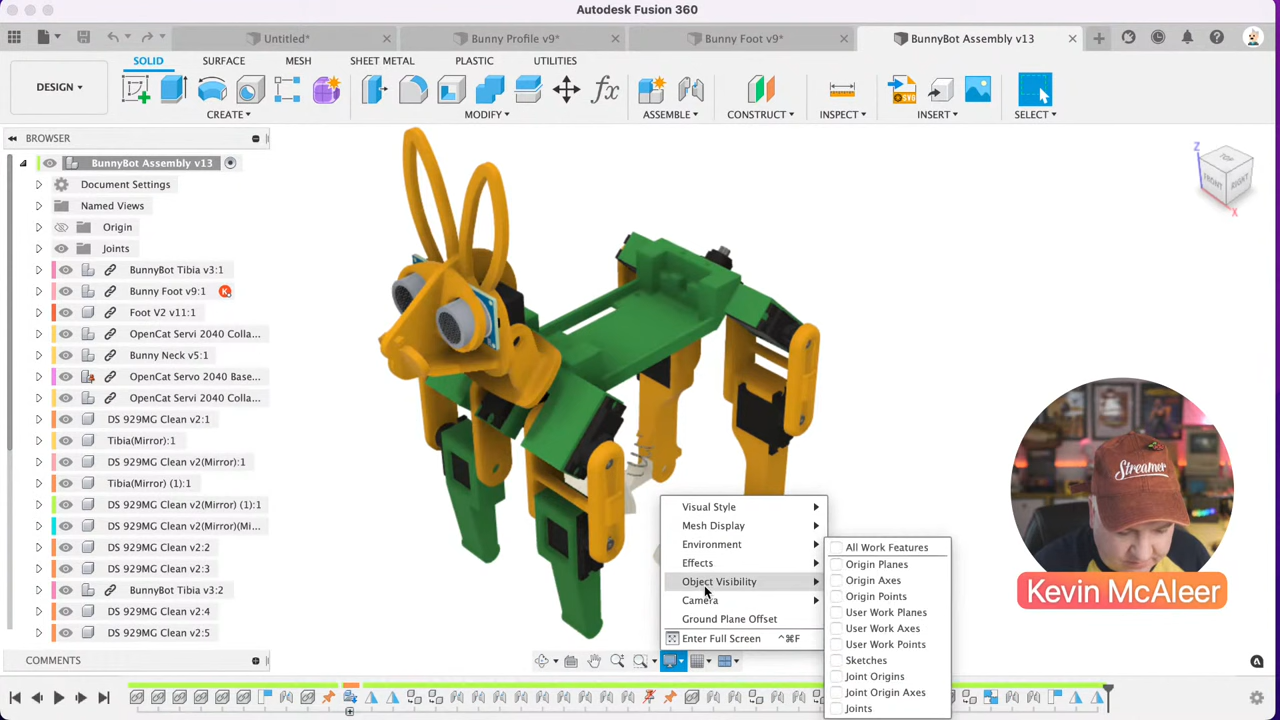 Autodesk Fusion 360
Untitled*
Bunny Profile v9*
Bunny Foot v9*
BunnyBot Assembly v13
DESIGN
SOLID
SURFACE
MESH
SHEET METAL
PLASTIC
UTILITIES
CREATE
MODIFY
ASSEMBLE
CONSTRUCT
INSPECT
INSERT
SELECT
fx
SVG
BROWSER
BunnyBot Assembly v13
Document Settings
Named Views
Origin
Joints
BunnyBot Tibia v3:1
Bunny Foot v9:1
Foot V2 v11:1
OpenCat Servi 2040 Colla...
Bunny Neck v5:1
OpenCat Servo 2040 Base...
OpenCat Servo 2040 Colla...
DS 929MG Clean v2:1
Tibia(Mirror):1
DS 929MG Clean v2(Mirror):1
Tibia(Mirror) (1):1
DS 929MG Clean v2(Mirror) (1):1
DS 929MG Clean v2(Mirror)(Mi...
DS 929MG Clean v2:2
DS 929MG Clean v2:3
BunnyBot Tibia v3:2
DS 929MG Clean v2:4
DS 929MG Clean v2:5
COMMENTS
Z
TOP
FRONT
RIGHT
X
Visual Style
Mesh Display
Environment
Effects
Object Visibility
Camera
Ground Plane Offset
Enter Full Screen ^⌘F
All Work Features
Origin Planes
Origin Axes
Origin Points
User Work Planes
User Work Axes
User Work Points
Sketches
Joint Origins
Joint Origin Axes
Joints
Streamer
Kevin McAleer